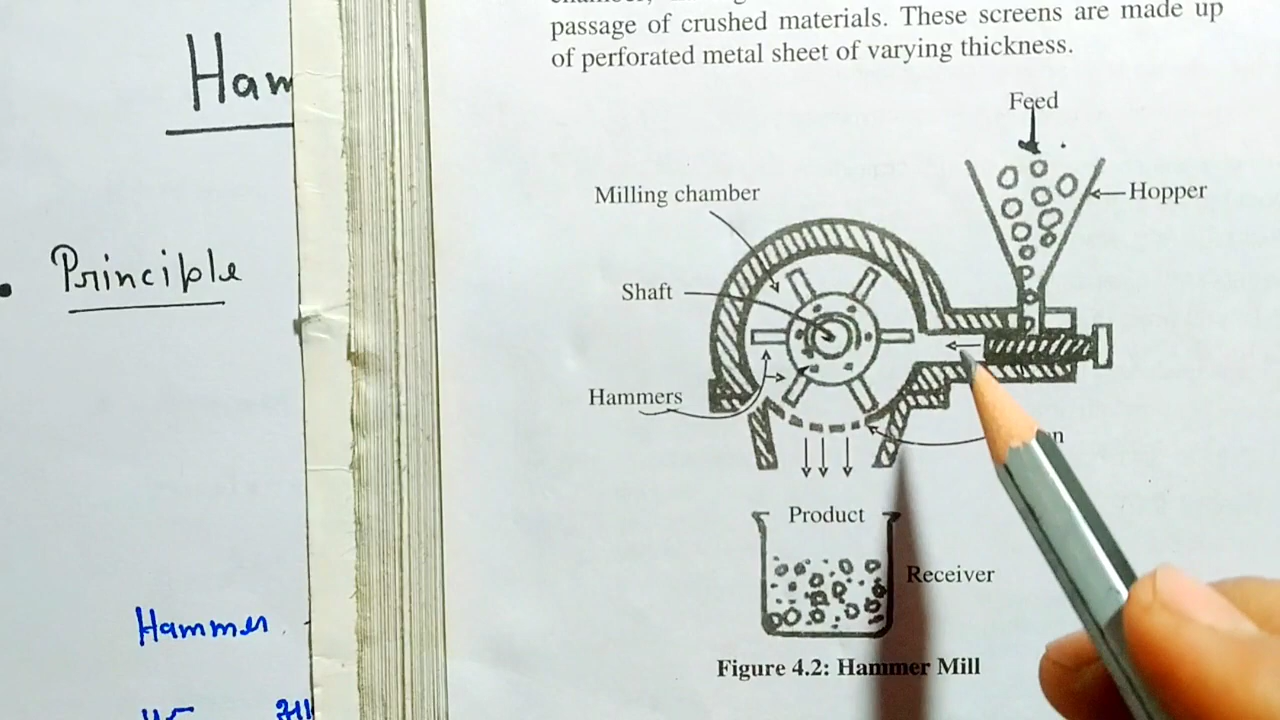 Ham
Principle
Hammer
passage of crushed materials. These screens are made up
of perforated metal sheet of varying thickness.
Feed
Milling chamber
Hopper
Shaft
Hammers
Product
Receiver
Figure 4.2: Hammer Mill